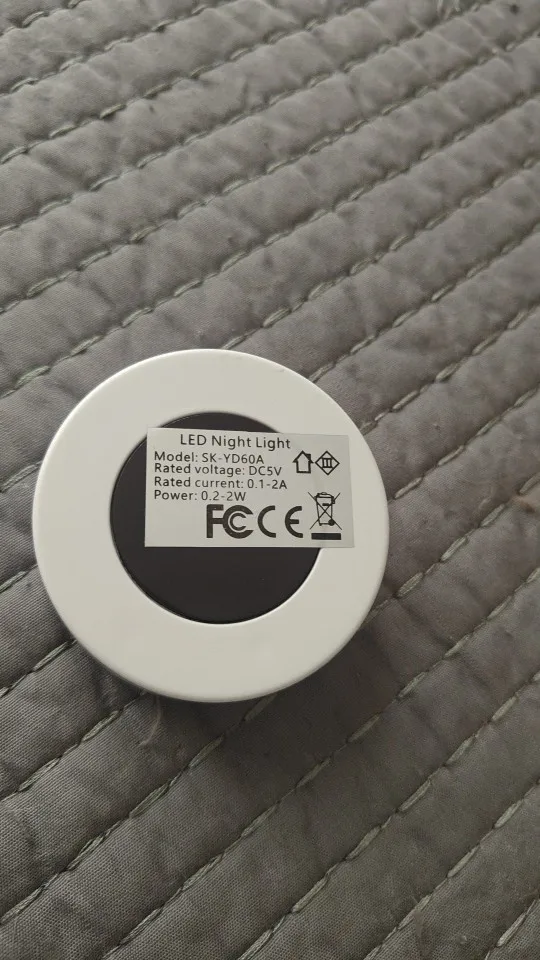 LED Night Light
Model: SK-YD60A
Rated voltage: DC5V
Rated current: 0.1-2A
Power: 0.2-2W
FC CE